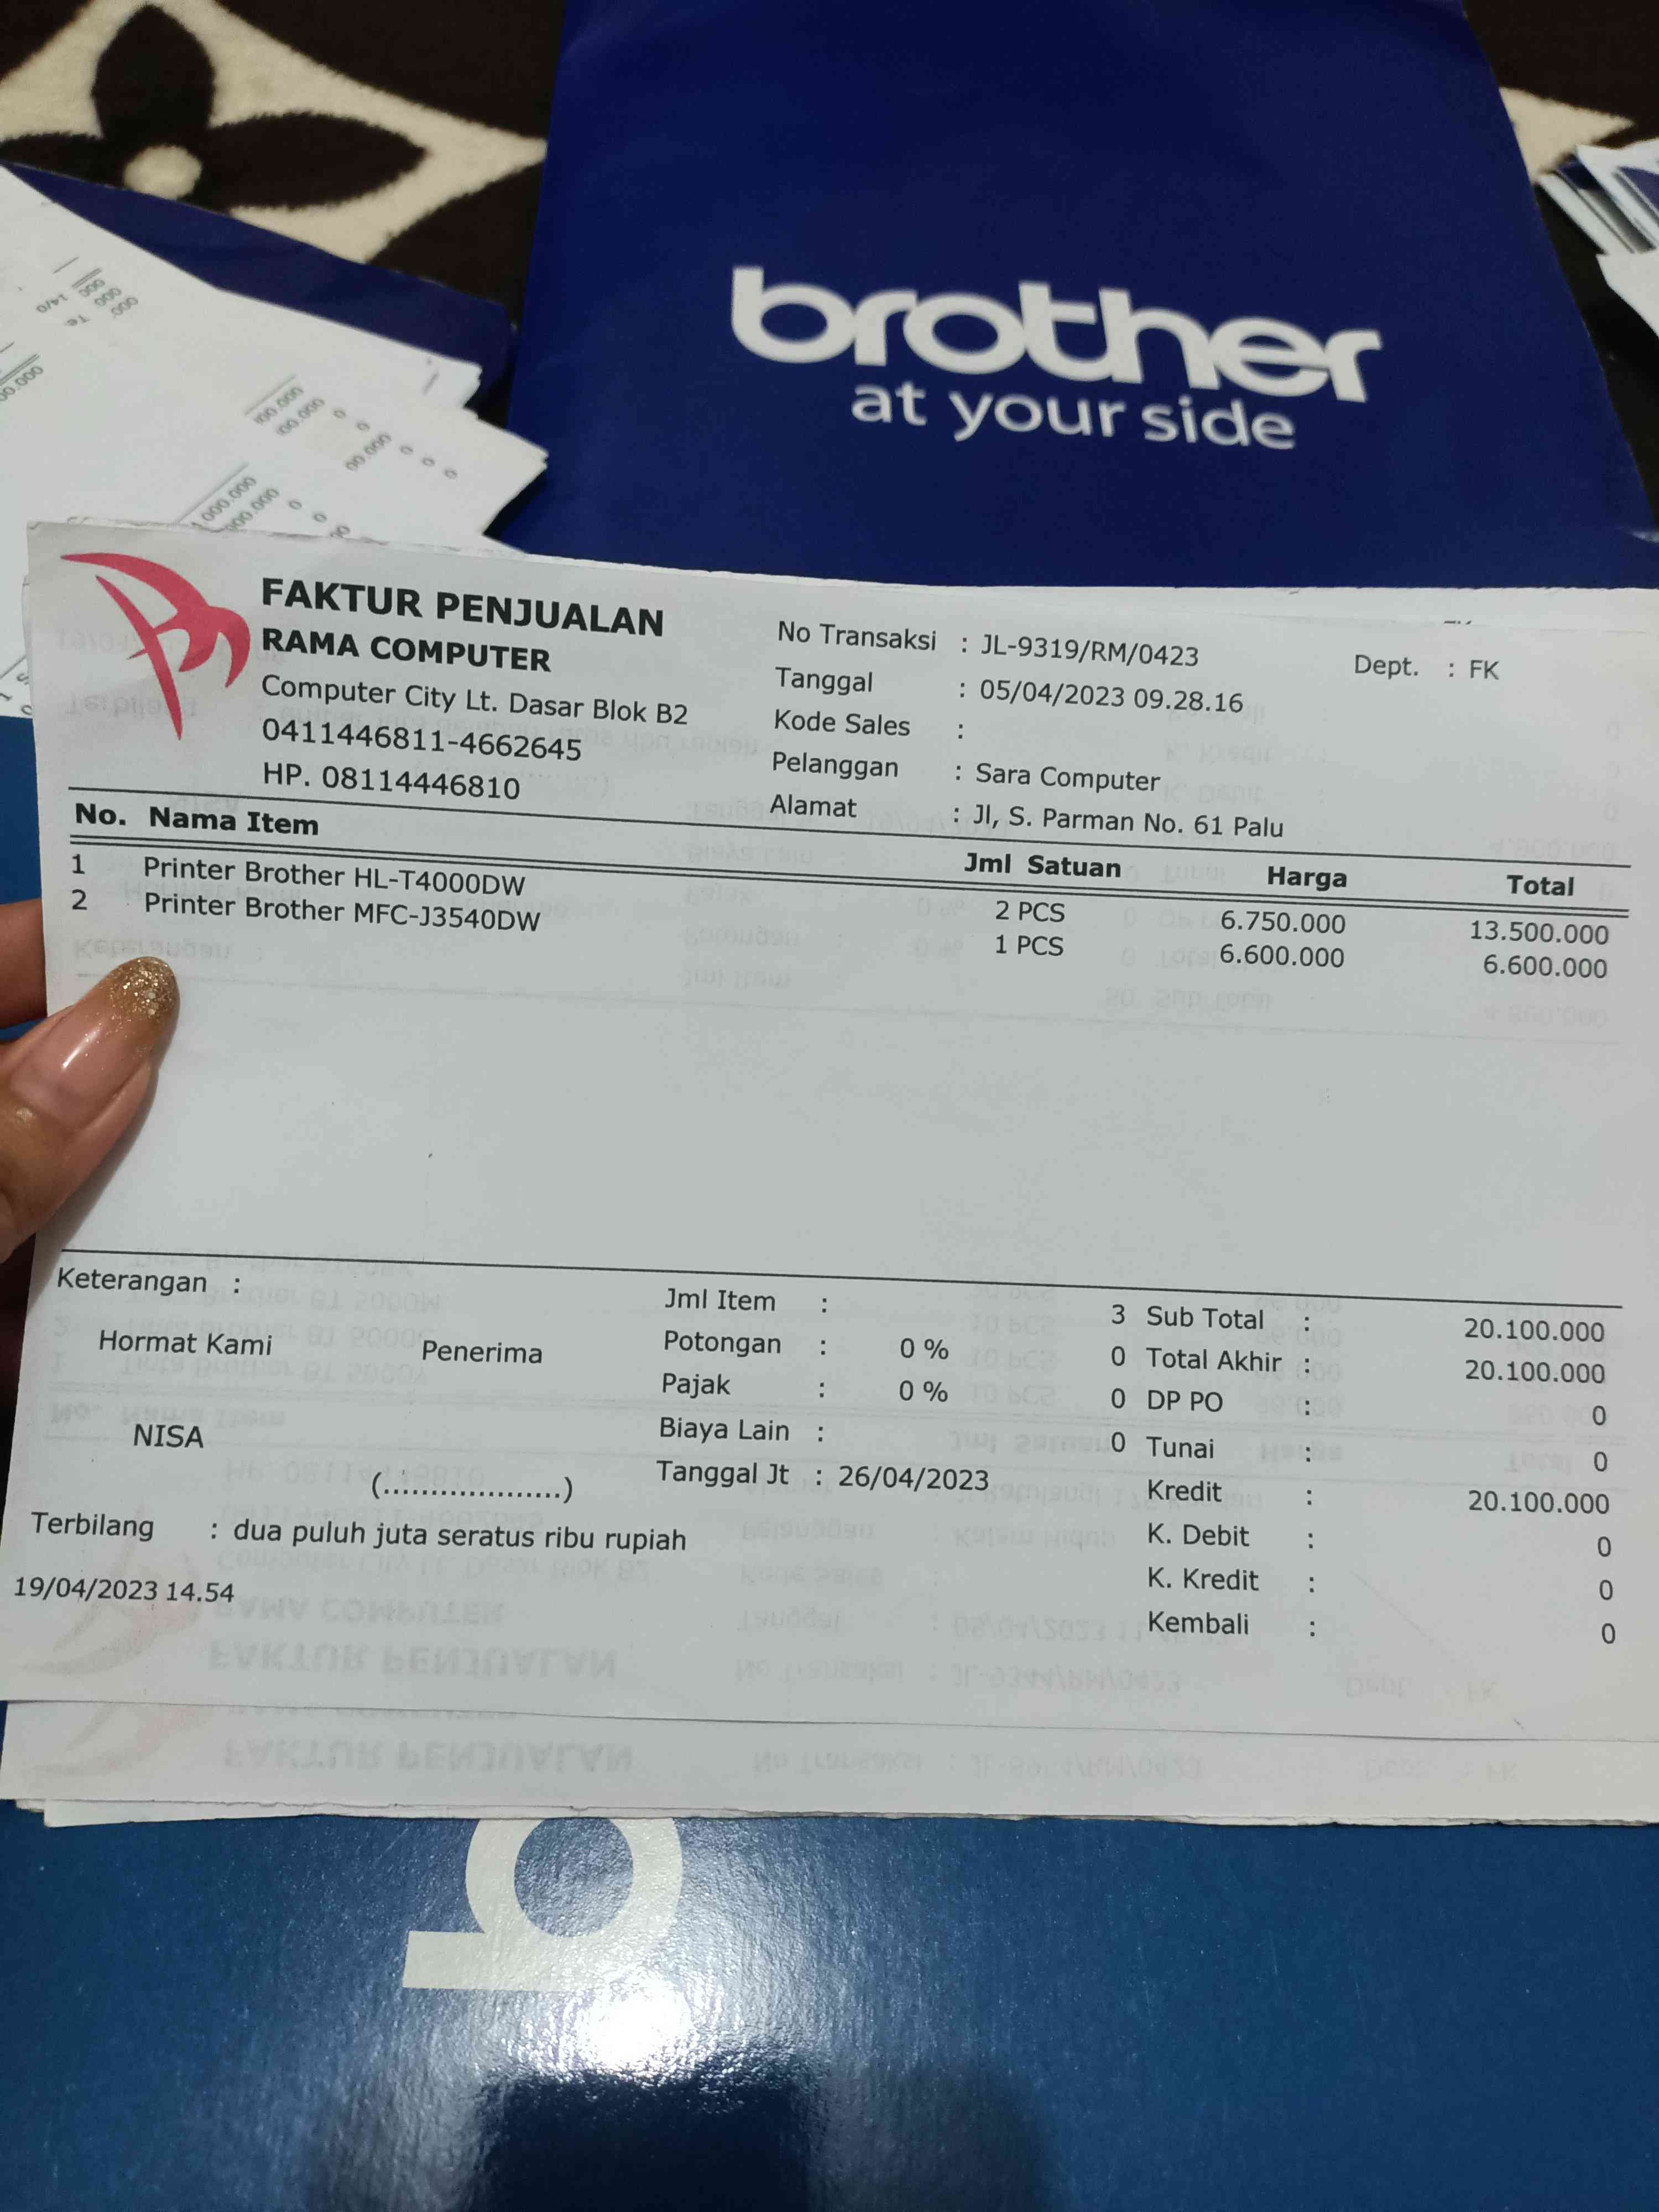 brother
at your side
FAKTUR PENJUALAN
RAMA COMPUTER
Computer City Lt. Dasar Blok B2
0411446811-4662645
HP. 08114446810
No Transaksi : JL-9319/RM/0423
Dept. : FK
Tanggal : 05/04/2023 09.28.16
Kode Sales :
Pelanggan : Sara Computer
Alamat : Jl, S. Parman No. 61 Palu
No. Nama Item Jml Satuan Harga Total
1 Printer Brother HL-T4000DW 2 PCS 6.750.000 13.500.000
2 Printer Brother MFC-J3540DW 1 PCS 6.600.000 6.600.000
Keterangan :
Hormat Kami Penerima
NISA
(...................)
Jml Item : 3
Potongan : 0 % 0
Pajak : 0 % 0
Biaya Lain : 0
Tanggal Jt : 26/04/2023
Sub Total : 20.100.000
Total Akhir : 20.100.000
DP PO : 0
Tunai : 0
Kredit : 20.100.000
K. Debit : 0
K. Kredit : 0
Kembali : 0
Terbilang : dua puluh juta seratus ribu rupiah
19/04/2023 14.54